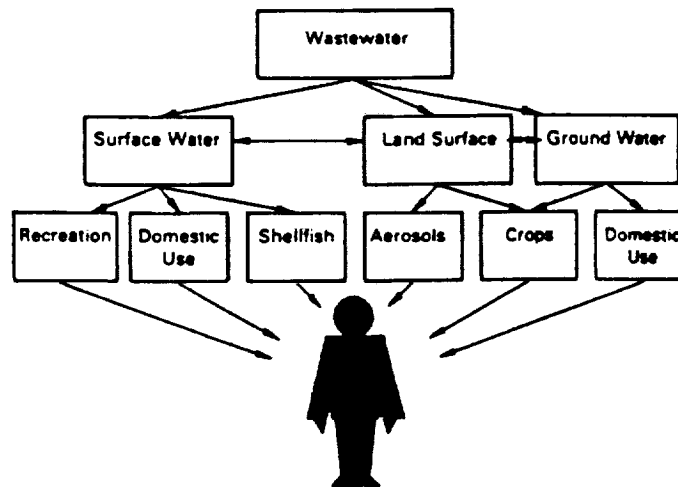 Wastewater
Surface Water
Land Surface
Ground Water
Recreation
Domestic
Use
Shellfish
Aerosols
Crops
Domestic
Use